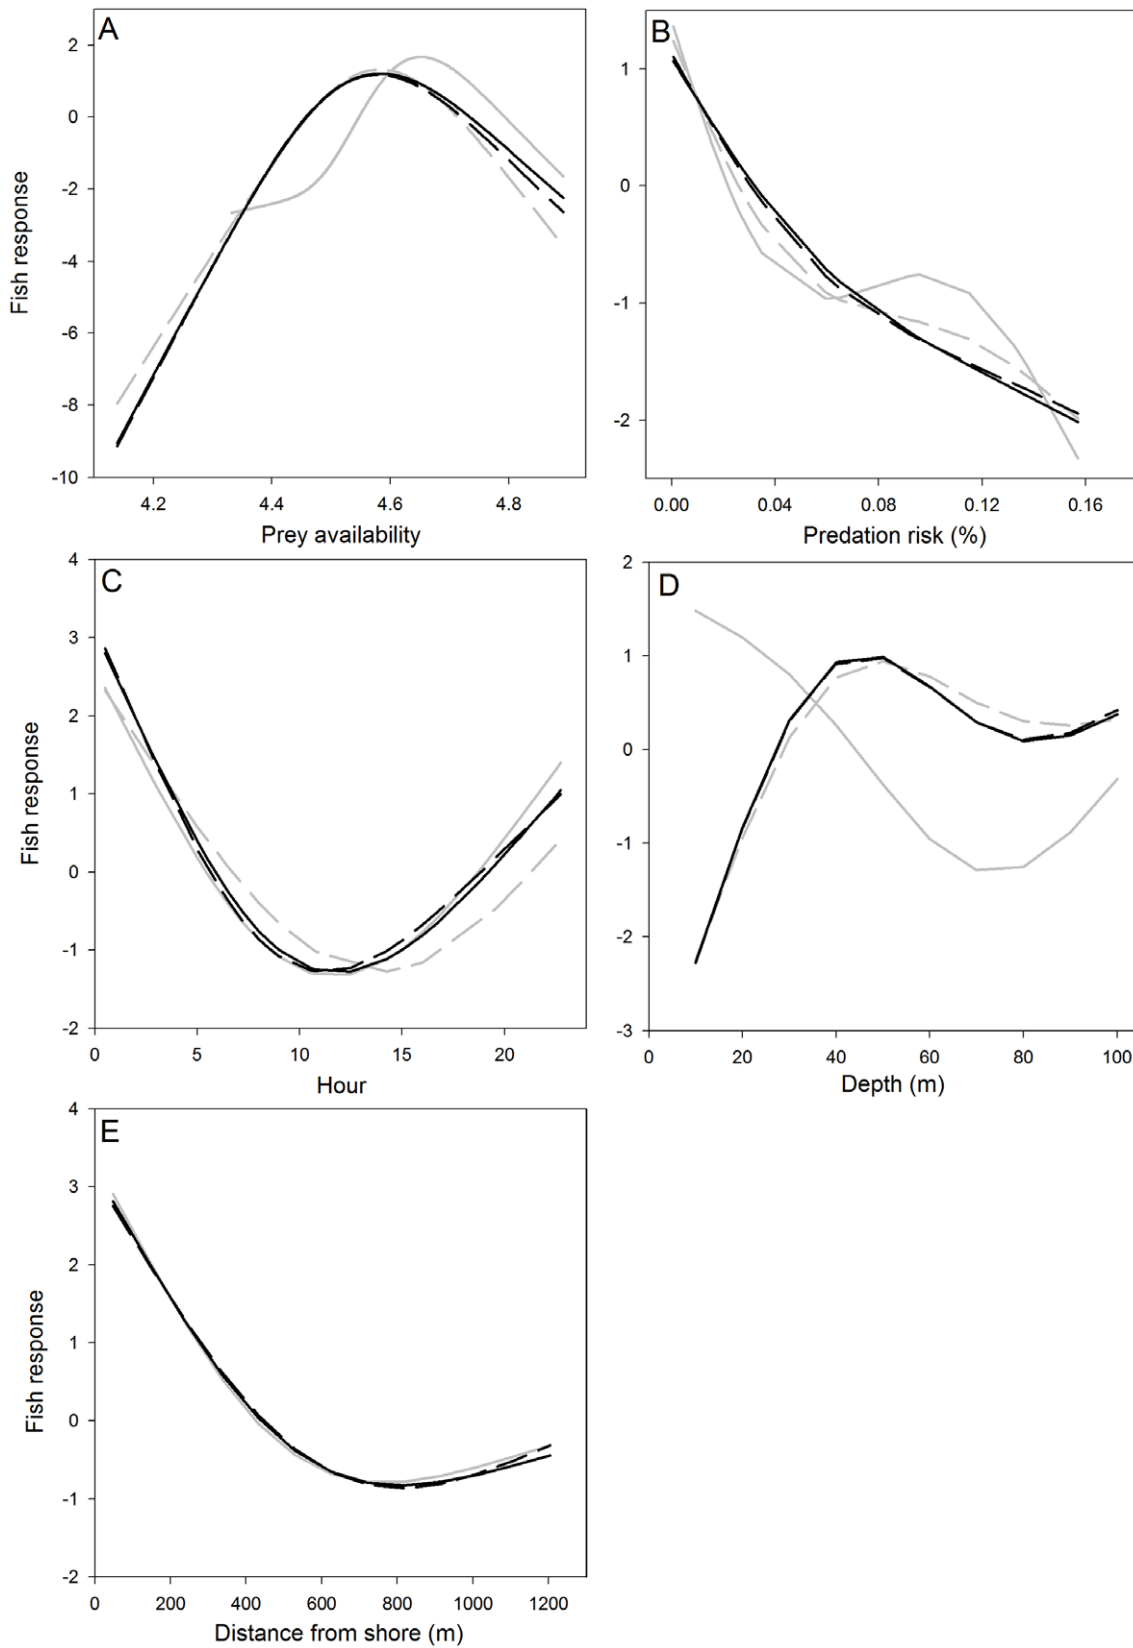 A
Fish response
2
0
-2
-4
-6
-8
-10
4.2 4.4 4.6 4.8
Prey availability
B
1
0
-1
-2
0.00 0.04 0.08 0.12 0.16
Predation risk (%)
C
Fish response
4
3
2
1
0
-1
-2
0 5 10 15 20
Hour
D
2
1
0
-1
-2
-3
0 20 40 60 80 100
Depth (m)
E
Fish response
4
3
2
1
0
-1
-2
0 200 400 600 800 1000 1200
Distance from shore (m)